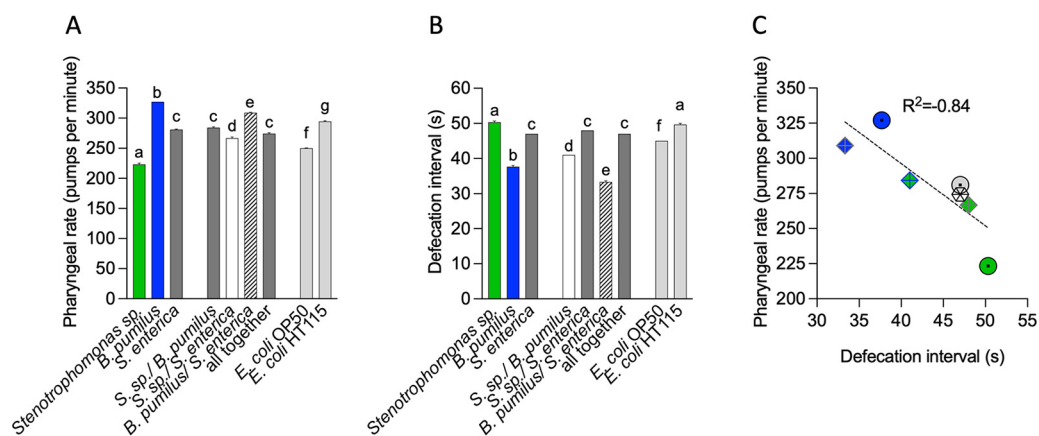 A
Pharyngeal rate (pumps per minute)
350
300
250
200
150
100
50
0
a
b
c
c
d
e
c
f
g
Stenotrophomonas sp.
B. pumilus
S. enterica
S. sp./ B. pumilus
S. sp./ S. enterica
B. pumilus/ S. enterica
all together
E. coli OP50
E. coli HT115
B
Defecation interval (s)
60
50
40
30
20
10
0
a
b
c
d
c
e
c
f
a
Stenotrophomonas sp.
B. pumilus
S. enterica
S. sp./ B. pumilus
S. sp./ S. enterica
B. pumilus/ S. enterica
all together
E. coli OP50
E. coli HT115
C
Pharyngeal rate (pumps per minute)
350
325
300
275
250
225
200
R²=-0.84
30 35 40 45 50 55
Defecation interval (s)